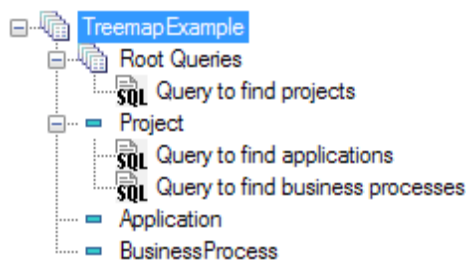 TreemapExample
Root Queries
SQL Query to find projects
Project
SQL Query to find applications
SQL Query to find business processes
Application
BusinessProcess